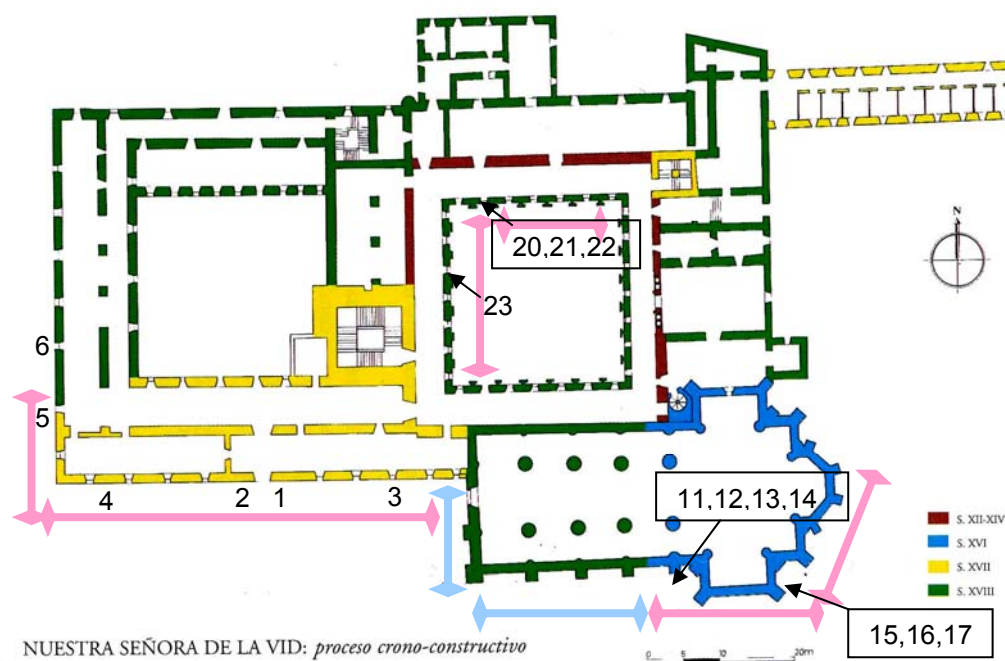 N
20,21,22
23
6
5
4
2
1
3
11,12,13,14
S. XII-XIV
S. XVI
S. XVII
S. XVIII
15,16,17
NUESTRA SEÑORA DE LA VID: proceso crono-constructivo
0 5 10 20m